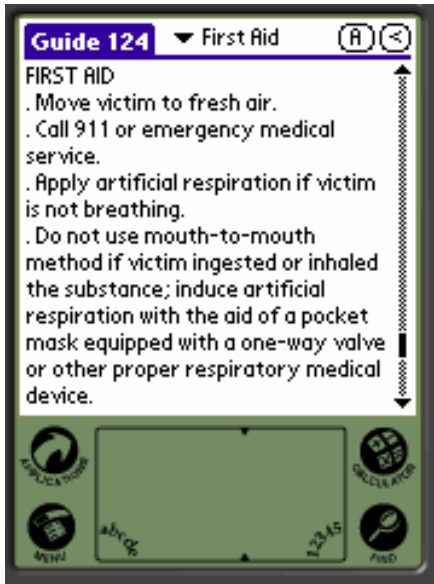 Guide 124 First Aid A <
FIRST AID
. Move victim to fresh air.
. Call 911 or emergency medical
service.
. Apply artificial respiration if victim
is not breathing.
. Do not use mouth-to-mouth
method if victim ingested or inhaled
the substance; induce artificial
respiration with the aid of a pocket
mask equipped with a one-way valve
or other proper respiratory medical
device.
APPLICATIONS
CALCULATOR
abcde
12345
MENU
FIND